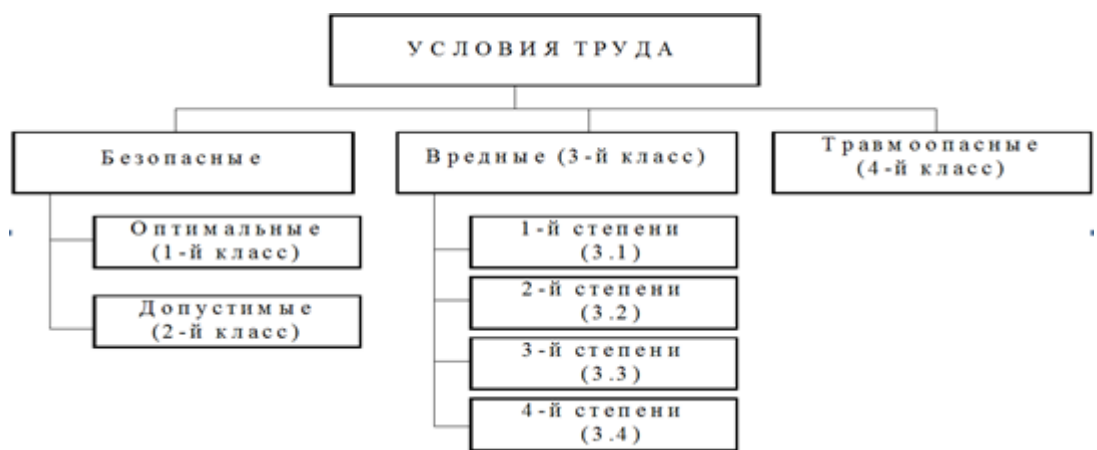 УСЛОВИЯ ТРУДА
Безопасные
Оптимальные
(1-й класс)
Допустимые
(2-й класс)
Вредные (3-й класс)
1-й степени
(3.1)
2-й степени
(3.2)
3-й степени
(3.3)
4-й степени
(3.4)
Травмоопасные
(4-й класс)